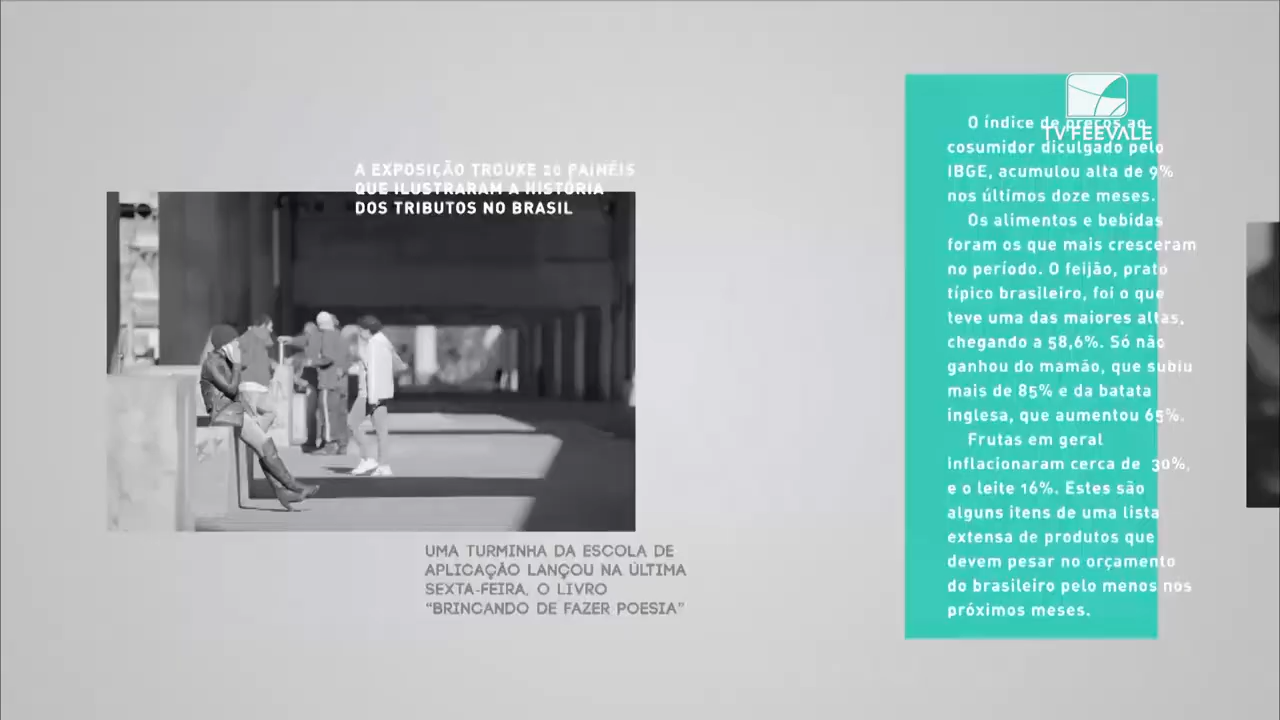 A EXPOSIÇÃO TROUXE 20 PAINÉIS
QUE ILUSTRARAM A HISTÓRIA
DOS TRIBUTOS NO BRASIL
UMA TURMINHA DA ESCOLA DE
APLICAÇÃO LANÇOU NA ÚLTIMA
SEXTA-FEIRA, O LIVRO
“BRINCANDO DE FAZER POESIA”
TV FEEVALE
O índice de preços ao
cosumidor diculgado pelo
IBGE, acumulou alta de 9%
nos últimos doze meses.
Os alimentos e bebidas
foram os que mais cresceram
no período. O feijão, prato
típico brasileiro, foi o que
teve uma das maiores altas,
chegando a 58,6%. Só não
ganhou do mamão, que subiu
mais de 85% e da batata
inglesa, que aumentou 65%.
Frutas em geral
inflacionaram cerca de 30%,
e o leite 16%. Estes são
alguns itens de uma lista
extensa de produtos que
devem pesar no orçamento
do brasileiro pelo menos nos
próximos meses.